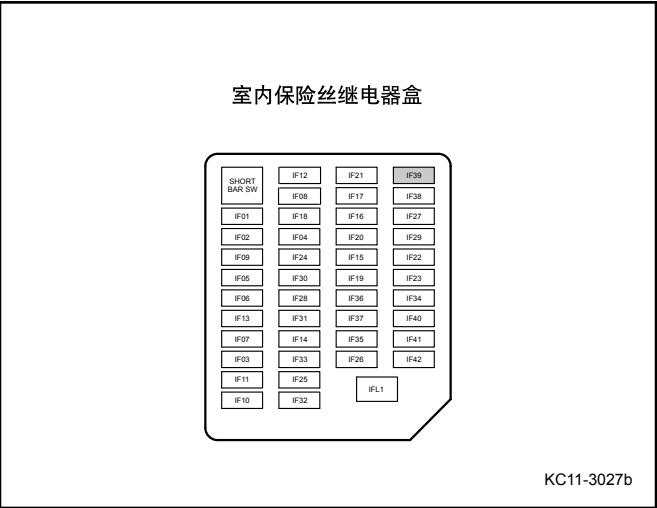 室内保险丝继电器盒
SHORT
BAR SW
IF12
IF21
IF39
IF08
IF17
IF38
IF01
IF18
IF16
IF27
IF02
IF04
IF20
IF29
IF09
IF24
IF15
IF22
IF05
IF30
IF19
IF23
IF06
IF28
IF36
IF34
IF13
IF31
IF37
IF40
IF07
IF14
IF35
IF41
IF03
IF33
IF26
IF42
IF11
IF25
IFL1
IF10
IF32
KC11-3027b